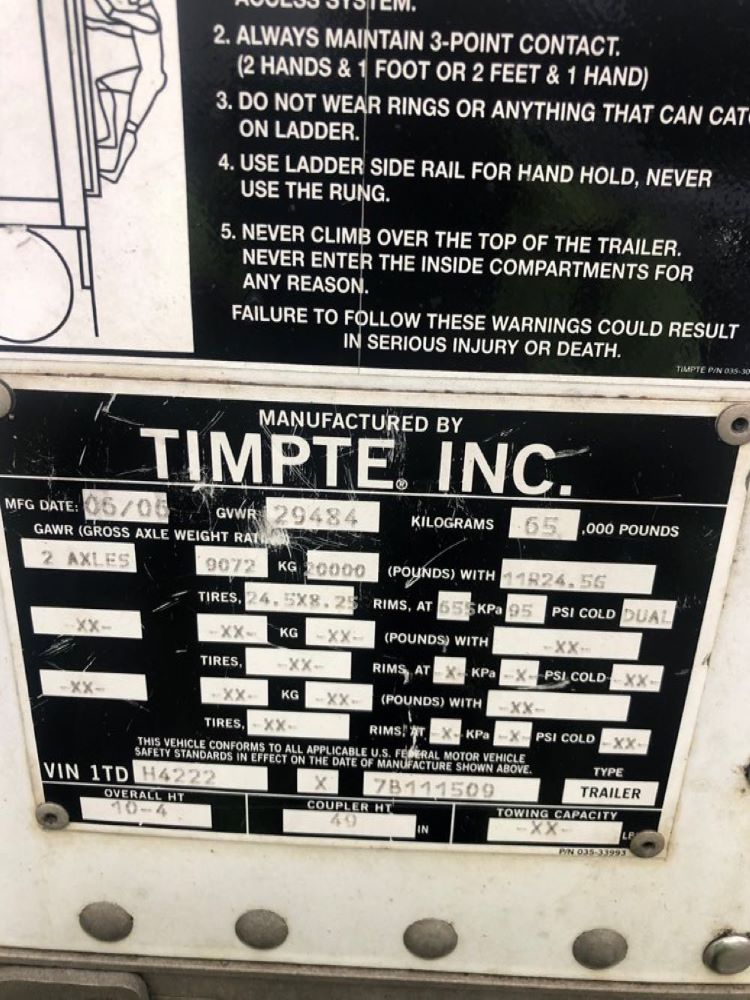 ACCESS SYSTEM.
2. ALWAYS MAINTAIN 3-POINT CONTACT.
(2 HANDS & 1 FOOT OR 2 FEET & 1 HAND)
3. DO NOT WEAR RINGS OR ANYTHING THAT CAN CATC
ON LADDER.
4. USE LADDER SIDE RAIL FOR HAND HOLD, NEVER
USE THE RUNG.
5. NEVER CLIMB OVER THE TOP OF THE TRAILER.
NEVER ENTER THE INSIDE COMPARTMENTS FOR
ANY REASON.
FAILURE TO FOLLOW THESE WARNINGS COULD RESULT
IN SERIOUS INJURY OR DEATH.
TIMPTE P/N 035-30
MANUFACTURED BY
TIMPTE® INC.
MFG DATE: 06/06 GVWR 29484 KILOGRAMS 65 ,000 POUNDS
GAWR (GROSS AXLE WEIGHT RATI
2 AXLES 9072 KG 20000 (POUNDS) WITH 11R24.5G
TIRES, 24.5X8.25 RIMS, AT 655 KPa 95 PSI COLD DUAL
-XX- -XX- KG -XX- (POUNDS) WITH -XX-
TIRES, -XX- RIMS, AT -X- KPa -X- PSI COLD -XX-
-XX- -XX- KG -XX- (POUNDS) WITH -XX-
TIRES, -XX- RIMS, AT -X- KPa -X- PSI COLD -XX-
THIS VEHICLE CONFORMS TO ALL APPLICABLE U.S. FEDERAL MOTOR VEHICLE
SAFETY STANDARDS IN EFFECT ON THE DATE OF MANUFACTURE SHOWN ABOVE.
TYPE
VIN 1TD H4222 X 7B111509 TRAILER
OVERALL HT COUPLER HT TOWING CAPACITY
10-4 49 IN -XX- LB
P/N 035-33993